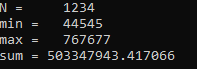 N =     1234
min =   44545
max =   767677
sum = 503347943.417066